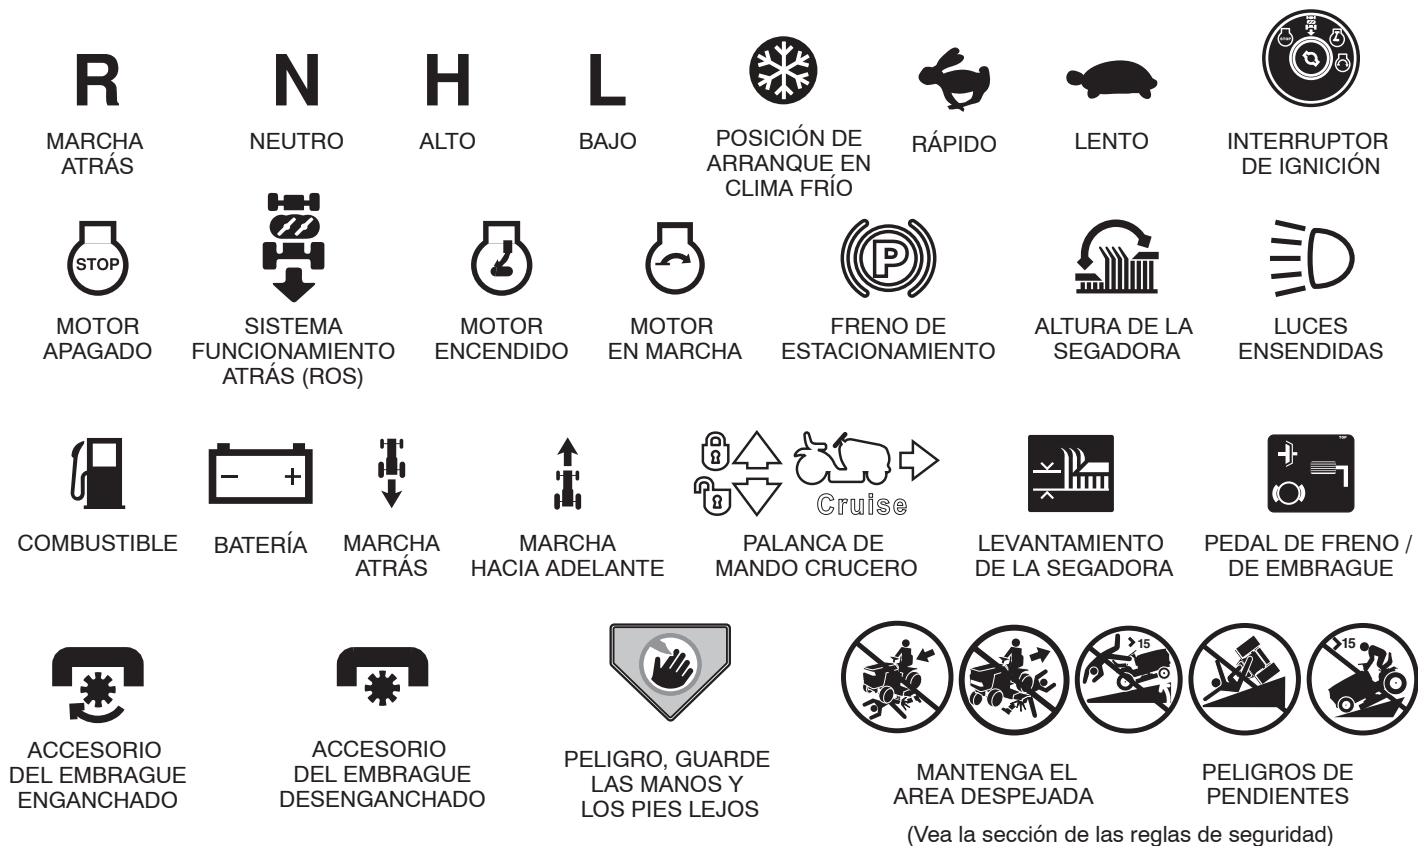 R
N
H
L
MARCHA
ATRÁS
NEUTRO
ALTO
BAJO
POSICIÓN DE
ARRANQUE EN
CLIMA FRÍO
RÁPIDO
LENTO
STOP
INTERRUPTOR
DE IGNICIÓN
STOP
MOTOR
APAGADO
SISTEMA
FUNCIONAMIENTO
ATRÁS (ROS)
MOTOR
ENCENDIDO
MOTOR
EN MARCHA
P
FRENO DE
ESTACIONAMIENTO
ALTURA DE LA
SEGADORA
LUCES
ENSENDIDAS
COMBUSTIBLE
– +
BATERÍA
MARCHA
ATRÁS
MARCHA
HACIA ADELANTE
Cruise
PALANCA DE
MANDO CRUCERO
LEVANTAMIENTO
DE LA SEGADORA
TOP
PEDAL DE FRENO /
DE EMBRAGUE
ACCESORIO
DEL EMBRAGUE
ENGANCHADO
ACCESORIO
DEL EMBRAGUE
DESENGANCHADO
PELIGRO, GUARDE
LAS MANOS Y
LOS PIES LEJOS
>15
>15
MANTENGA EL
AREA DESPEJADA
PELIGROS DE
PENDIENTES
(Vea la sección de las reglas de seguridad)